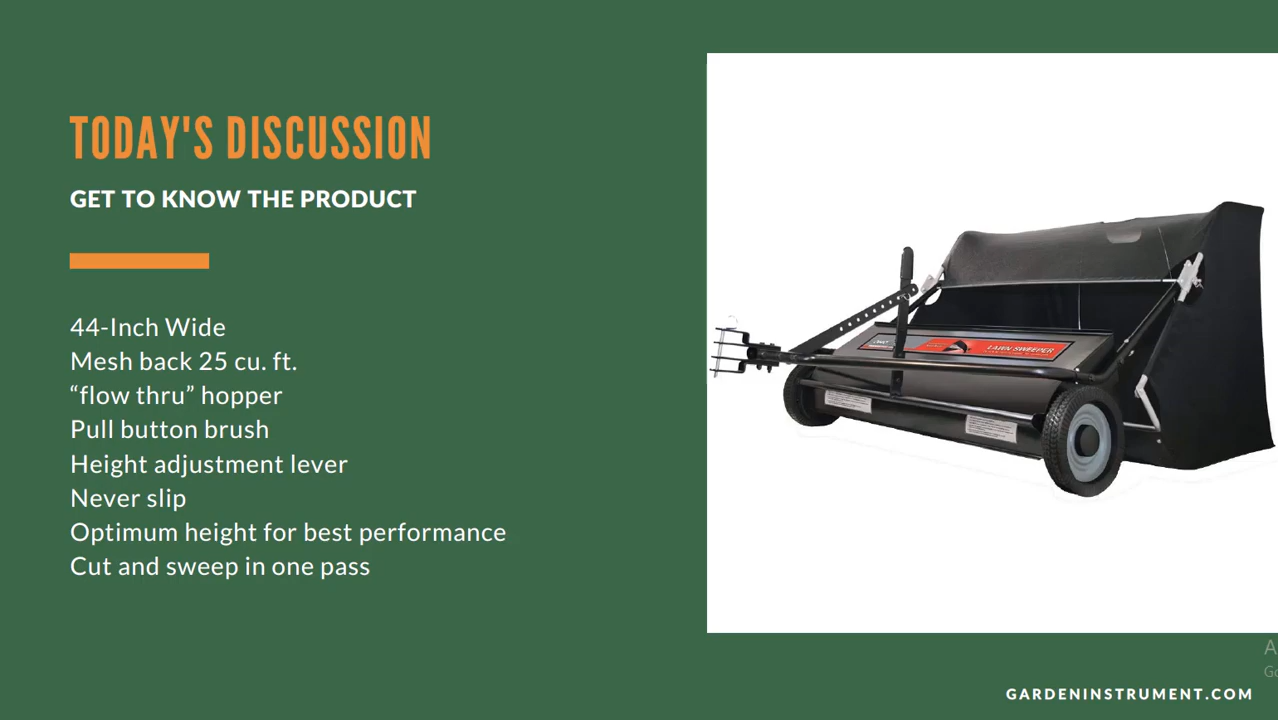 TODAY'S DISCUSSION
GET TO KNOW THE PRODUCT
44-Inch Wide
Mesh back 25 cu. ft.
“flow thru” hopper
Pull button brush
Height adjustment lever
Never slip
Optimum height for best performance
Cut and sweep in one pass
LAWN SWEEPER
GARDENINSTRUMENT.COM